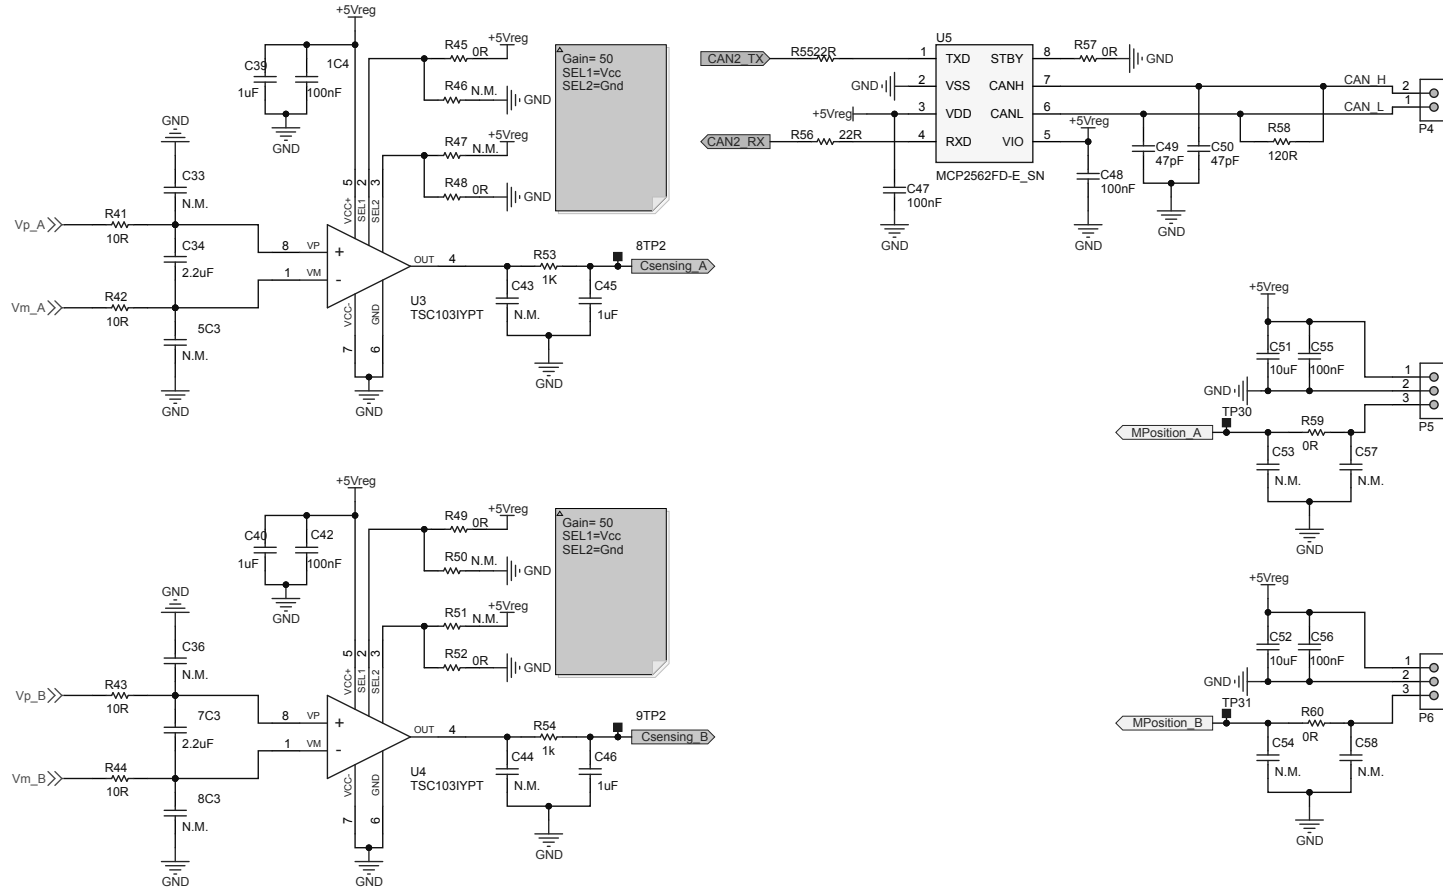 +5Vreg
C39
1uF
1C4
100nF
GND
R45 0R
+5Vreg
R46 N.M.
GND
R47
N.M.
+5Vreg
R48
0R
GND
Gain= 50
SEL1=Vcc
SEL2=Gnd
GND
C33
N.M.
Vp_A
R41
10R
C34
2.2uF
Vm_A
R42
10R
5C3
N.M.
GND
5
2
3
VCC+
SEL1
SEL2
8 VP
+
1 VM
-
OUT 4
VCC-
GND
7
6
GND
U3
TSC103IYPT
R53
1K
C43
N.M.
C45
1uF
GND
8TP2
Csensing_A
CAN2_TX
R55 22R
GND
+5Vreg
CAN2_RX
R56 22R
C47
100nF
GND
U5
1 TXD STBY 8
2 VSS CANH 7
3 VDD CANL 6
4 RXD VIO 5
MCP2562FD-E_SN
R57
0R
GND
+5Vreg
C48
100nF
GND
C49
47pF
C50
47pF
GND
R58
120R
CAN_H
CAN_L
2
1
P4
+5Vreg
C51
10uF
C55
100nF
GND
1
2
3
P5
TP30
MPosition_A
R59
0R
C53
N.M.
C57
N.M.
GND
+5Vreg
C40
1uF
C42
100nF
GND
R49 0R
+5Vreg
R50 N.M.
GND
R51
N.M.
+5Vreg
R52
0R
GND
Gain= 50
SEL1=Vcc
SEL2=Gnd
GND
C36
N.M.
Vp_B
R43
10R
7C3
2.2uF
Vm_B
R44
10R
8C3
N.M.
GND
5
2
3
VCC+
SEL1
SEL2
8 VP
+
1 VM
-
OUT 4
VCC-
GND
7
6
GND
U4
TSC103IYPT
R54
1k
C44
N.M.
C46
1uF
GND
9TP2
Csensing_B
+5Vreg
C52
10uF
C56
100nF
GND
1
2
3
P6
TP31
MPosition_B
R60
0R
C54
N.M.
C58
N.M.
GND